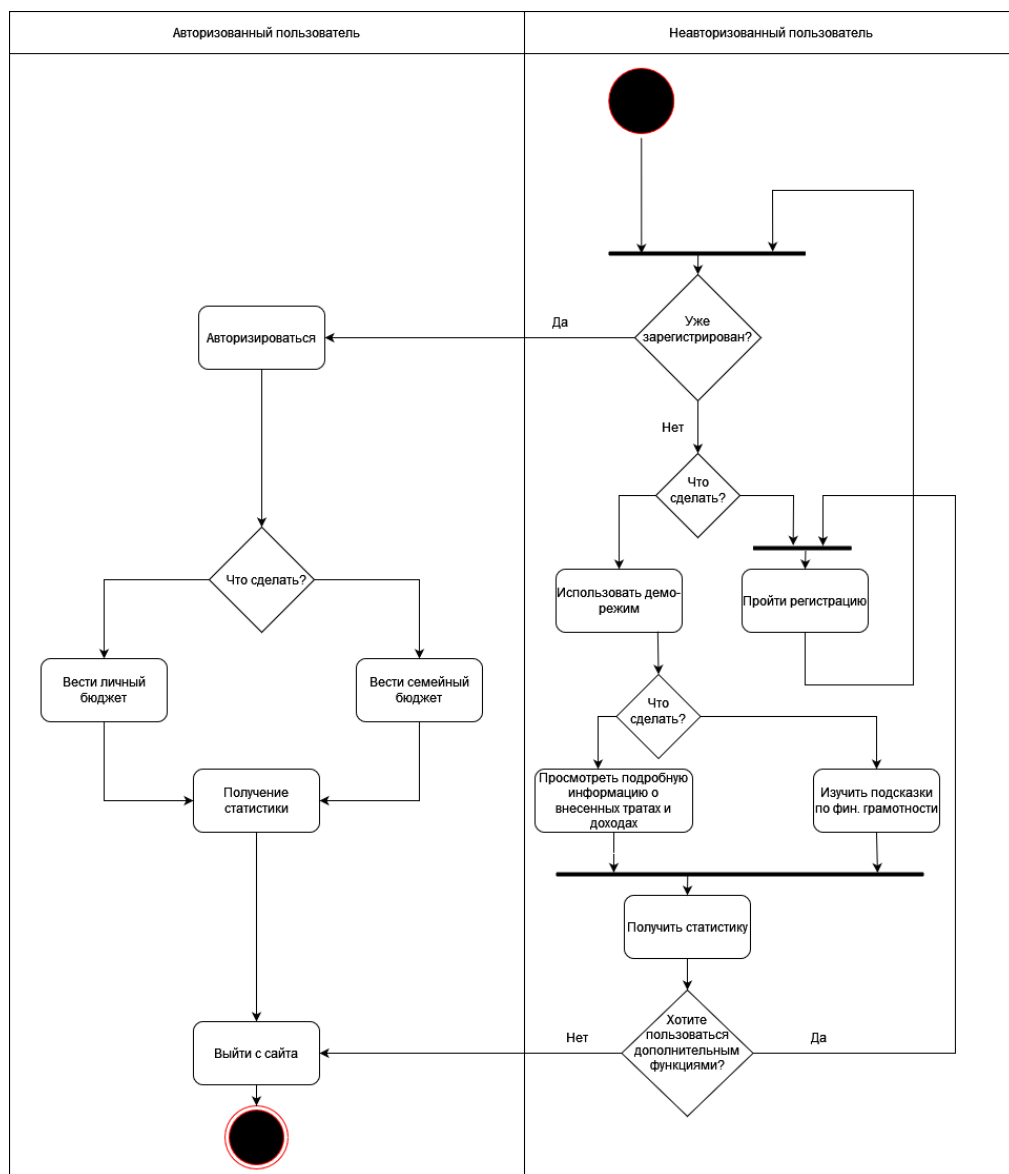 Авторизованный пользователь
Неавторизованный пользователь
Уже
зарегистрирован?
Да
Авторизироваться
Нет
Что
сделать?
Что сделать?
Использовать демо-
режим
Пройти регистрацию
Вести личный
бюджет
Вести семейный
бюджет
Что
сделать?
Получение
статистики
Просмотреть подробную
информацию о
внесенных тратах и
доходах
Изучить подсказки
по фин. грамотности
Получить статистику
Хотите
пользоваться
дополнительным
функциями?
Нет
Да
Выйти с сайта